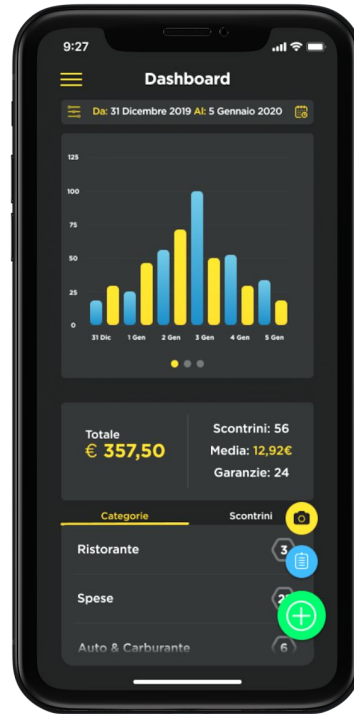 9:27
Dashboard
Da: 31 Dicembre 2019 Al: 5 Gennaio 2020
125
100
75
50
25
0
31 Dic 1 Gen 2 Gen 3 Gen 4 Gen 5 Gen
Totale
€ 357,50
Scontrini: 56
Media: 12,92€
Garanzie: 24
Categorie Scontrini
Ristorante 3
Spese
Auto & Carburante 6